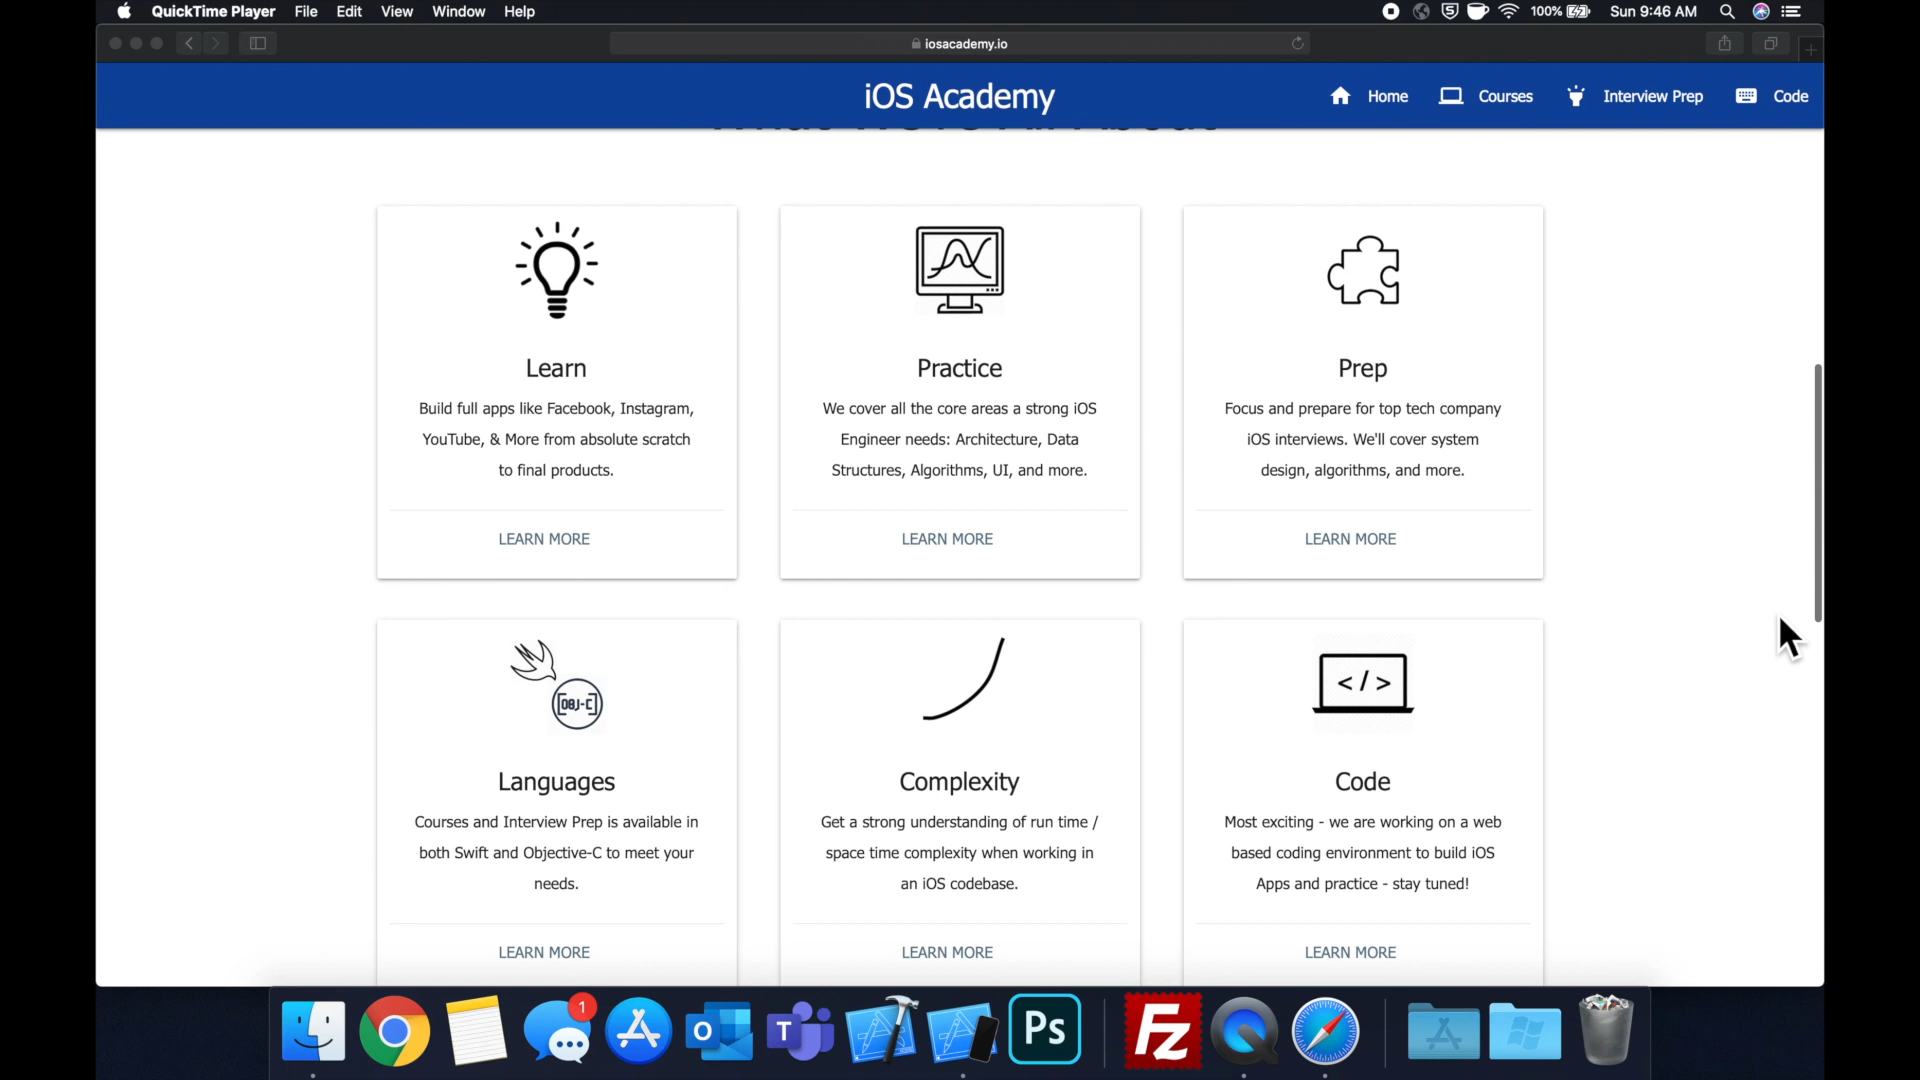 QuickTime Player File Edit View Window Help
100% Sun 9:46 AM
iosacademy.io
iOS Academy
Home Courses Interview Prep Code
Learn
Build full apps like Facebook, Instagram,
YouTube, & More from absolute scratch
to final products.
LEARN MORE
Practice
We cover all the core areas a strong iOS
Engineer needs: Architecture, Data
Structures, Algorithms, UI, and more.
LEARN MORE
Prep
Focus and prepare for top tech company
iOS interviews. We'll cover system
design, algorithms, and more.
LEARN MORE
[OBJ-C]
Languages
Courses and Interview Prep is available in
both Swift and Objective-C to meet your
needs.
LEARN MORE
Complexity
Get a strong understanding of run time /
space time complexity when working in
an iOS codebase.
LEARN MORE
</>
Code
Most exciting - we are working on a web
based coding environment to build iOS
Apps and practice - stay tuned!
LEARN MORE
1
O
T
Ps
Fz